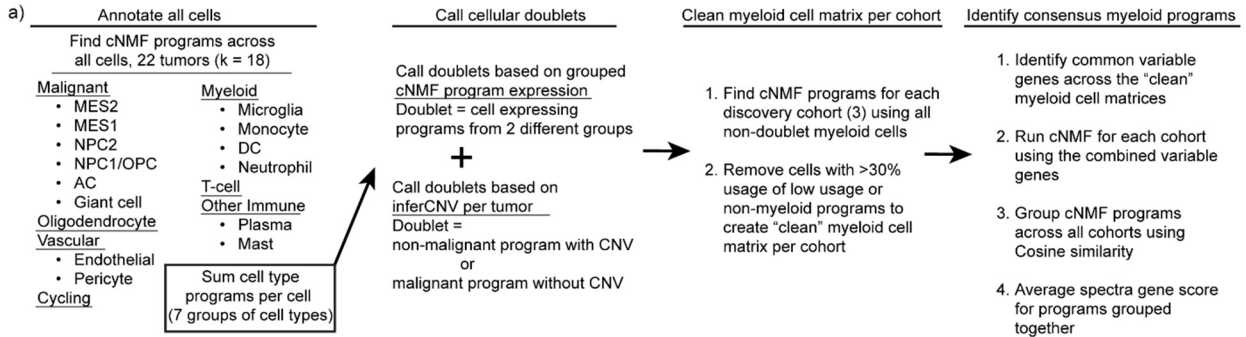 a)
Annotate all cells
Find cNMF programs across
all cells, 22 tumors (k = 18)
Malignant
• MES2
• MES1
• NPC2
• NPC1/OPC
• AC
• Giant cell
Oligodendrocyte
Vascular
• Endothelial
• Pericyte
Cycling
Myeloid
• Microglia
• Monocyte
• DC
• Neutrophil
T-cell
Other Immune
• Plasma
• Mast
Sum cell type
programs per cell
(7 groups of cell types)
Call cellular doublets
Call doublets based on grouped
cNMF program expression
Doublet = cell expressing
programs from 2 different groups
+
Call doublets based on
inferCNV per tumor
Doublet =
non-malignant program with CNV
or
malignant program without CNV
Clean myeloid cell matrix per cohort
1. Find cNMF programs for each
discovery cohort (3) using all
non-doublet myeloid cells
2. Remove cells with >30%
usage of low usage or
non-myeloid programs to
create “clean” myeloid cell
matrix per cohort
Identify consensus myeloid programs
1. Identify common variable
genes across the “clean”
myeloid cell matrices
2. Run cNMF for each cohort
using the combined variable
genes
3. Group cNMF programs
across all cohorts using
Cosine similarity
4. Average spectra gene score
for programs grouped
together